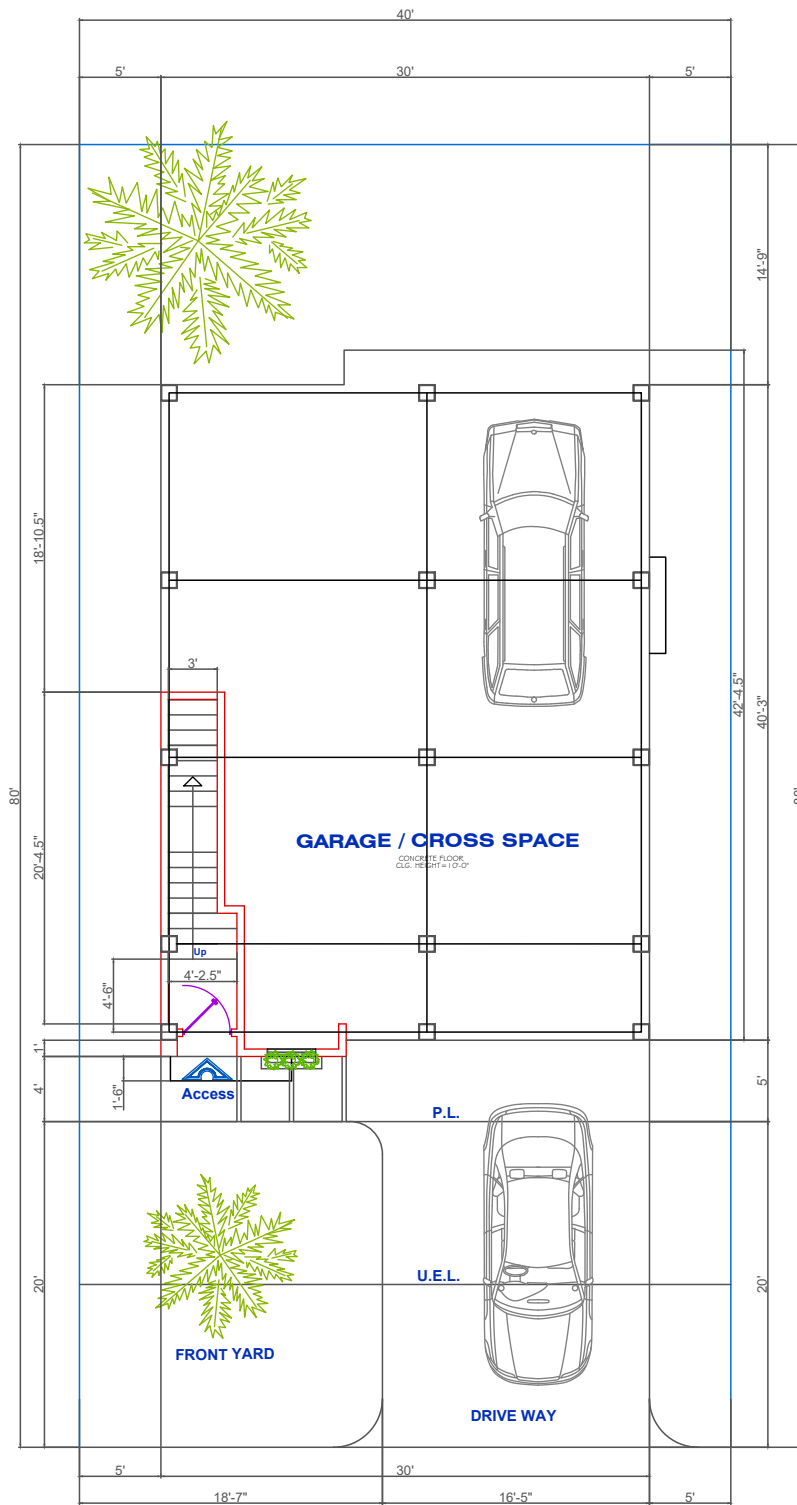 40'
5'
30'
5'
14'-9"
18'-10.5"
3'
42'-4.5"
40'-3"
80'
GARAGE / CROSS SPACE
CONCRETE FLOOR
CLG. HEIGHT=10'-0"
20'-4.5"
Up
4'-2.5"
4'-6"
1'
4'
1'-6"
Access
5'
P.L.
20'
U.E.L.
20'
FRONT YARD
DRIVE WAY
5'
30'
18'-7"
16'-5"
5'